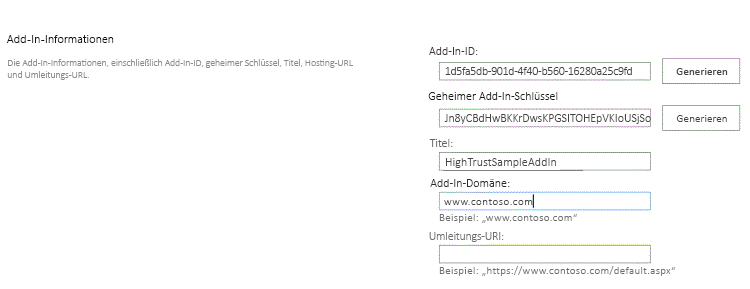 Add-In-Informationen
Die Add-In-Informationen, einschließlich Add-In-ID, geheimer Schlüssel, Titel, Hosting-URL
und Umleitungs-URL.
Add-In-ID:
1d5fa5db-901d-4f40-b560-16280a25c9fd
Generieren
Geheimer Add-In-Schlüssel
Jn8yCBdHwBKKrDwsKPGSITOHEpVKIoUSjSo
Generieren
Titel:
HighTrustSampleAddIn
Add-In-Domäne:
www.contoso.com
Beispiel: „www.contoso.com“
Umleitungs-URI:
Beispiel: „https://www.contoso.com/default.aspx“